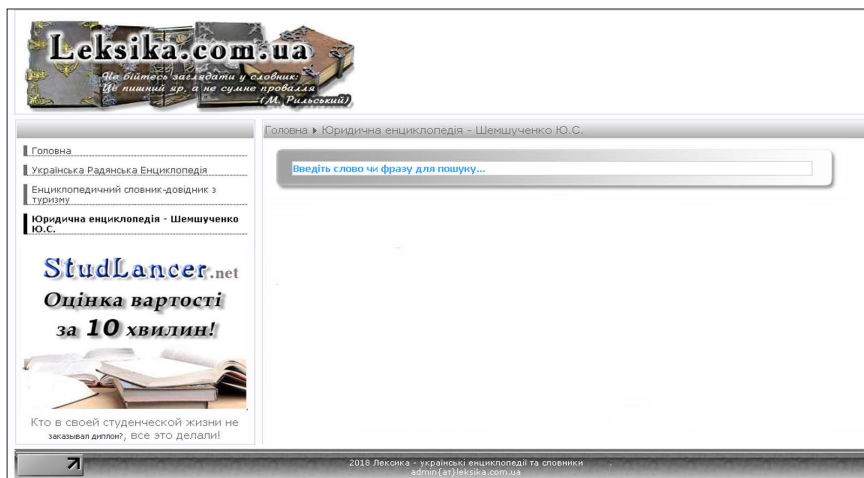 Leksika.com.ua
Не бійтесь заглядати у словник:
Це пишний яр, а не сумне провалля
(М. Рильський)
Головна ▸ Юридична енциклопедія - Шемшученко Ю.С.
Головна
Українська Радянська Енциклопедія
Енциклопедичний словник-довідник з
туризму
Юридична енциклопедія - Шемшученко
Ю.С.
Введіть слово чи фразу для пошуку...
StudLancer.net
Оцінка вартості
за 10 хвилин!
Кто в своей студенческой жизни не
заказывал диплом?, все это делали!
2018 Лексика - українські енциклопедії та словники
admin{ат}leksika.com.ua